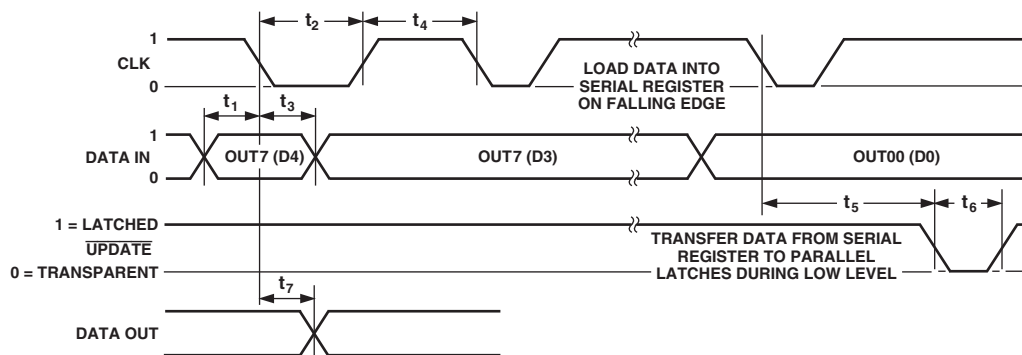 t2
t4
1
CLK
0
LOAD DATA INTO
SERIAL REGISTER
ON FALLING EDGE
t1
t3
1
DATA IN
0
OUT7 (D4)
OUT7 (D3)
OUT00 (D0)
t5
t6
1 = LATCHED
UPDATE
0 = TRANSPARENT
TRANSFER DATA FROM SERIAL
REGISTER TO PARALLEL
LATCHES DURING LOW LEVEL
t7
DATA OUT